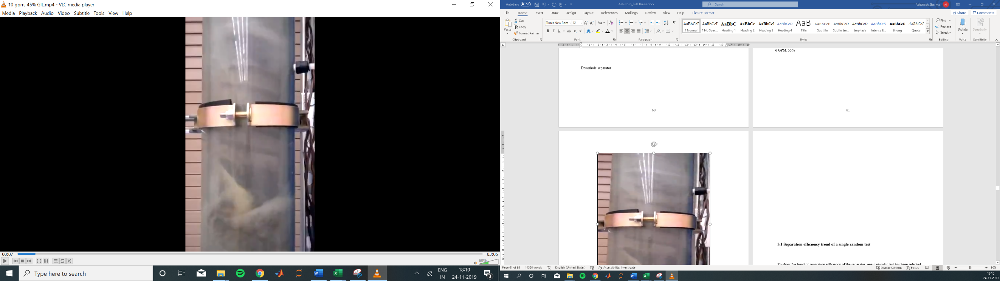 10 gpm, 45% GIL.mp4 - VLC media player
Media Playback Audio Video Subtitle Tools View Help
00:07
03:05
60%
Type here to search
ENG
IN
18:10
24-11-2019
3
AutoSave Off
Ashutosh_Full Thesis.docx
Search
Ashutosh Sharma AS
File Home Insert Draw Design Layout References Mailings Review View Help Picture Format
Share Comments
Paste
Cut
Copy
Format Painter
Clipboard
Times New Rom 12
Font
Paragraph
AaBbCcI AaBbCcI AaBbC AaBbCc AaBbCcI AaBbCcD AaB AaBbCcD AaBbCcD AaBbCcD AaBbCcD AaBbCcD AaBbCcI
¶ Normal ¶ No Spac... Heading 1 Heading 2 Heading 3 Heading 4 Title Subtitle Subtle Em... Emphasis Intense E... Strong Quote
Styles
Find
Replace
Select
Editing
Dictate
Voice
Sensitivity
Sensitivity
6 GPM, 55%
Downhole separator
60
61
3.1 Separation efficiency trend of a single random test
To show the trend of separation efficiency of the separator, one particular test has been selected
Page 61 of 93 14350 words English (United States) Accessibility: Investigate
Display Settings Focus
90%
18:10
24-11-2019